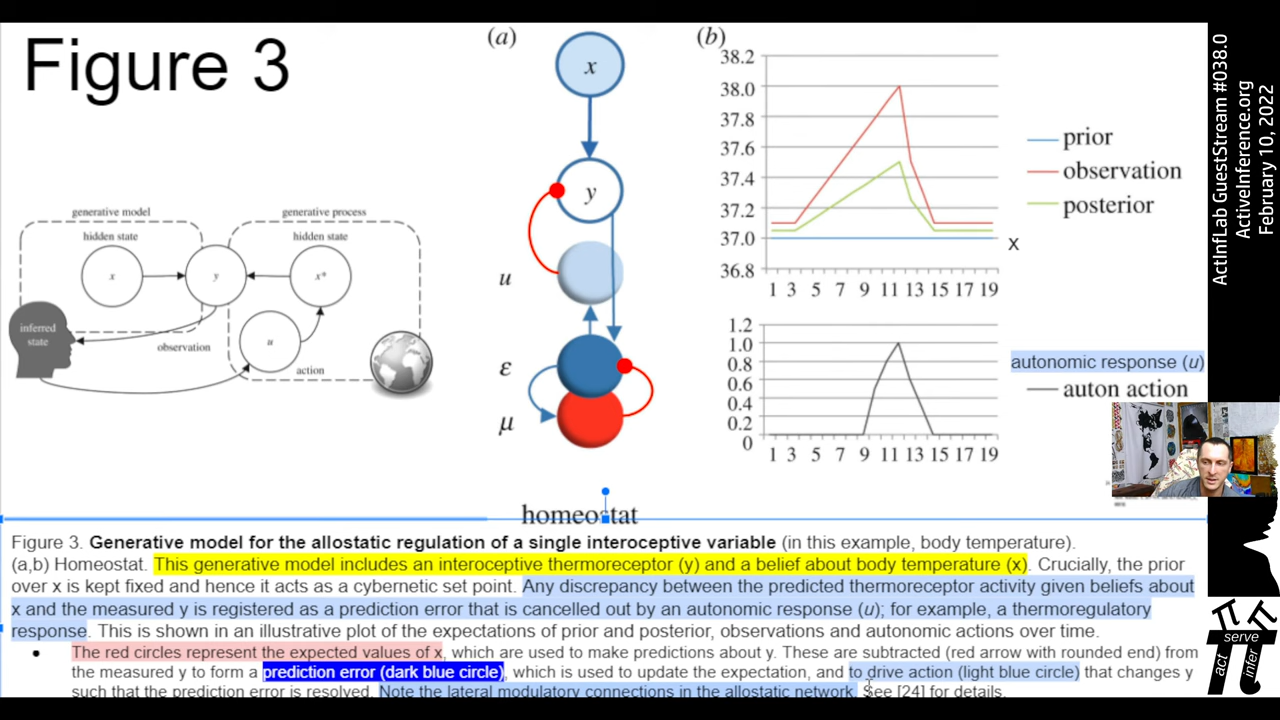 Figure 3
(a)
x
y
u
ε
μ
homeostat
generative model
generative process
hidden state
hidden state
x
y
x*
inferred
state
observation
u
action
(b)
38.2
38.0
37.8
37.6
37.4
37.2
37.0
36.8
1 3 5 7 9 11 13 15 17 19
prior
observation
posterior
x
1.2
1.0
0.8
0.6
0.4
0.2
0
1 3 5 7 9 11 13 15 17 19
autonomic response (u)
auton action
Figure 3. Generative model for the allostatic regulation of a single interoceptive variable (in this example, body temperature).
(a,b) Homeostat. This generative model includes an interoceptive thermoreceptor (y) and a belief about body temperature (x). Crucially, the prior
over x is kept fixed and hence it acts as a cybernetic set point. Any discrepancy between the predicted thermoreceptor activity given beliefs about
x and the measured y is registered as a prediction error that is cancelled out by an autonomic response (u); for example, a thermoregulatory
response. This is shown in an illustrative plot of the expectations of prior and posterior, observations and autonomic actions over time.
• The red circles represent the expected values of x, which are used to make predictions about y. These are subtracted (red arrow with rounded end) from
the measured y to form a prediction error (dark blue circle), which is used to update the expectation, and to drive action (light blue circle) that changes y
such that the prediction error is resolved. Note the lateral modulatory connections in the allostatic network. See [24] for details.
ActInfLab GuestStream #038.0
ActiveInference.org
February 10, 2022
act
serve
infer